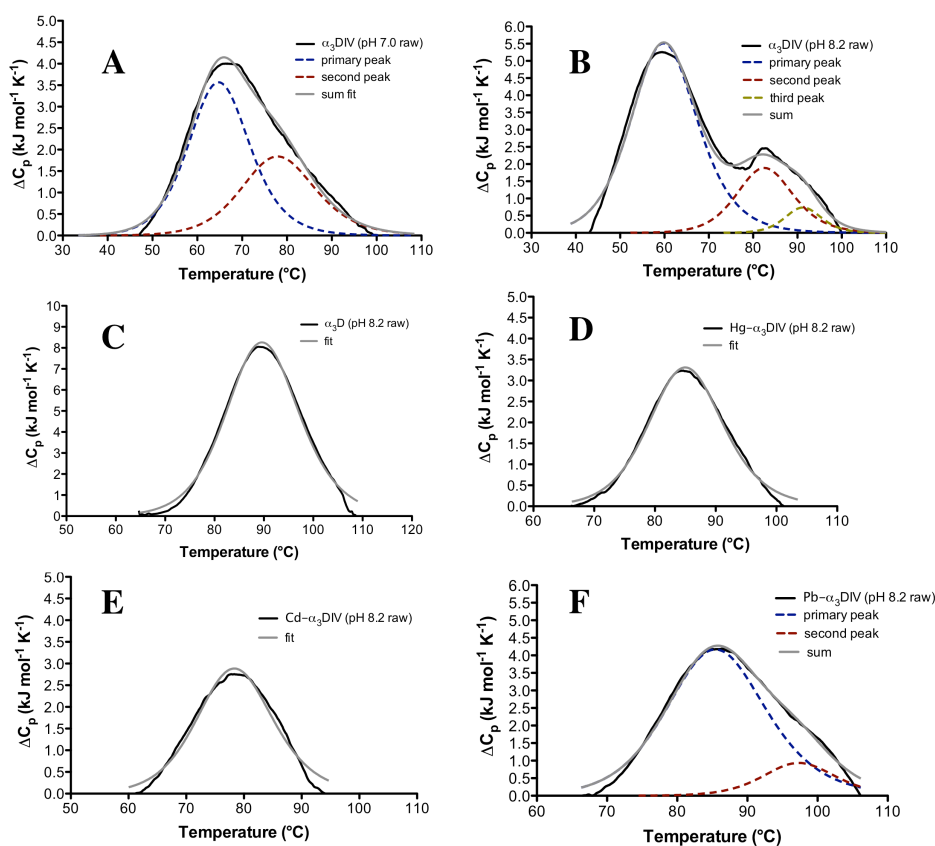 A
α3DIV (pH 7.0 raw)
primary peak
second peak
sum fit
ΔCp (kJ mol-1 K-1)
5.0
4.5
4.0
3.5
3.0
2.5
2.0
1.5
1.0
0.5
0.0
30 40 50 60 70 80 90 100 110
Temperature (°C)
B
α3DIV (pH 8.2 raw)
primary peak
second peak
third peak
sum
ΔCp (kJ mol-1 K-1)
6.0
5.5
5.0
4.5
4.0
3.5
3.0
2.5
2.0
1.5
1.0
0.5
0.0
30 40 50 60 70 80 90 100 110
Temperature (°C)
C
α3D (pH 8.2 raw)
fit
ΔCp (kJ mol-1 K-1)
10
9
8
7
6
5
4
3
2
1
0
50 60 70 80 90 100 110 120
Temperature (°C)
D
Hg-α3DIV (pH 8.2 raw)
fit
ΔCp (kJ mol-1 K-1)
5.0
4.5
4.0
3.5
3.0
2.5
2.0
1.5
1.0
0.5
0.0
60 70 80 90 100 110
Temperature (°C)
E
Cd-α3DIV (pH 8.2 raw)
fit
ΔCp (kJ mol-1 K-1)
5.0
4.5
4.0
3.5
3.0
2.5
2.0
1.5
1.0
0.5
0.0
50 60 70 80 90 100 110
Temperature (°C)
F
Pb-α3DIV (pH 8.2 raw)
primary peak
second peak
sum
ΔCp (kJ mol-1 K-1)
6.0
5.5
5.0
4.5
4.0
3.5
3.0
2.5
2.0
1.5
1.0
0.5
0.0
60 70 80 90 100 110
Temperature (°C)